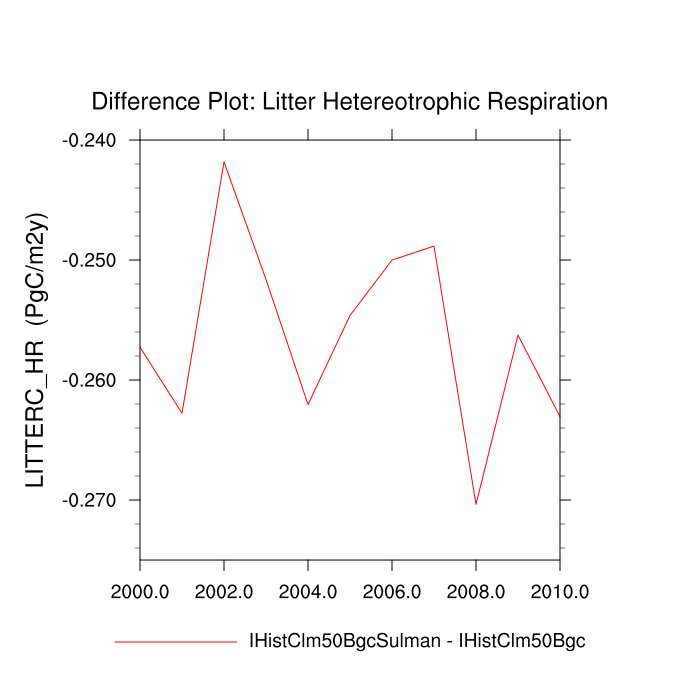 Difference Plot: Litter Hetereotrophic Respiration
-0.240
-0.250
-0.260
-0.270
LITTERC_HR (PgC/m2y)
2000.0 2002.0 2004.0 2006.0 2008.0 2010.0
IHistClm50BgcSulman - IHistClm50Bgc